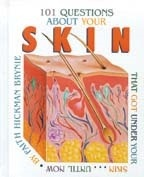 101 QUESTIONS
ABOUT YOUR
SKIN
THAT GOT UNDER YOUR
SKIN
...UNTIL NOW
• BY FAITH HICKMAN BRYNIE